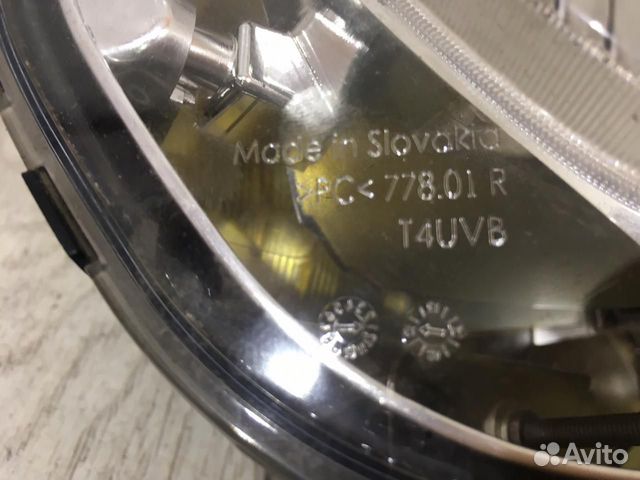 Made in Slovakia
>PC< 778.01 R
T4UVB
Avito